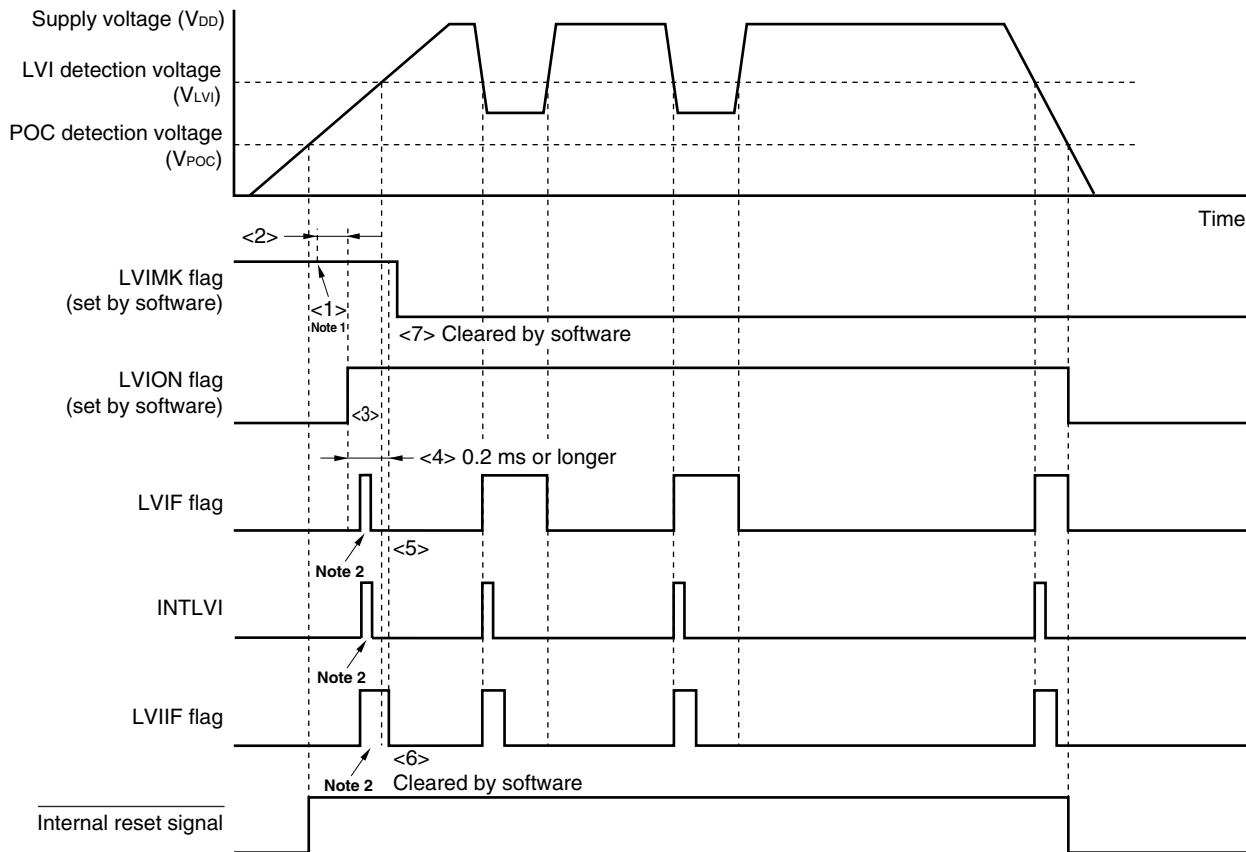 Supply voltage (VDD)
LVI detection voltage
(VLVI)
POC detection voltage
(VPOC)
Time
<2>
LVIMK flag
(set by software)
<1>
Note 1
<7> Cleared by software
LVION flag
(set by software)
<3>
<4> 0.2 ms or longer
LVIF flag
<5>
Note 2
INTLVI
Note 2
LVIIF flag
<6>
Note 2
Cleared by software
Internal reset signal